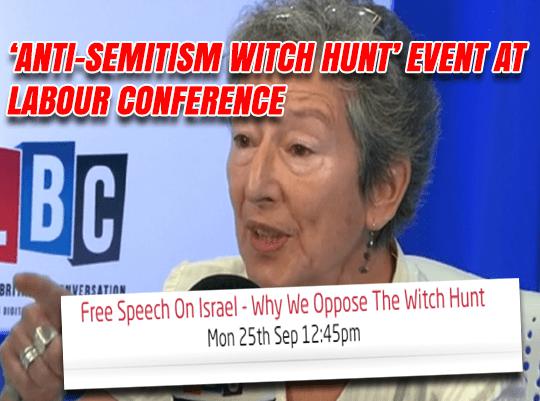 'ANTI-SEMITISM WITCH HUNT' EVENT AT
LABOUR CONFERENCE
LBC
Free Speech On Israel - Why We Oppose The Witch Hunt
Mon 25th Sep 12:45pm